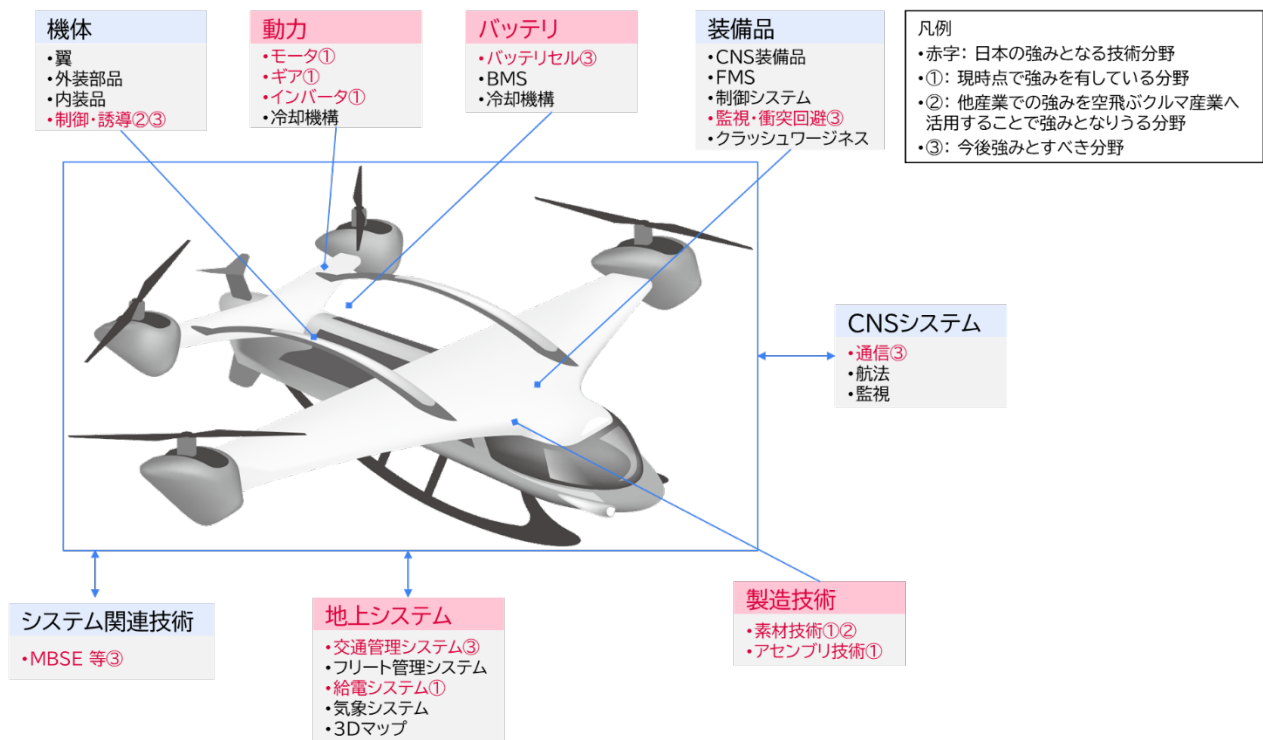 機体
•翼
•外装部品
•内装品
•制御・誘導②③
動力
•モータ①
•ギア①
•インバータ①
•冷却機構
バッテリ
•バッテリセル③
•BMS
•冷却機構
装備品
•CNS装備品
•FMS
•制御システム
•監視・衝突回避③
•クラッシュワージネス
凡例
•赤字: 日本の強みとなる技術分野
•①: 現時点で強みを有している分野
•②: 他産業での強みを空飛ぶクルマ産業へ
活用することで強みとなりうる分野
•③: 今後強みとすべき分野
CNSシステム
•通信③
•航法
•監視
システム関連技術
•MBSE 等③
地上システム
•交通管理システム③
•フリート管理システム
•給電システム①
•気象システム
•3Dマップ
製造技術
•素材技術①②
•アセンブリ技術①